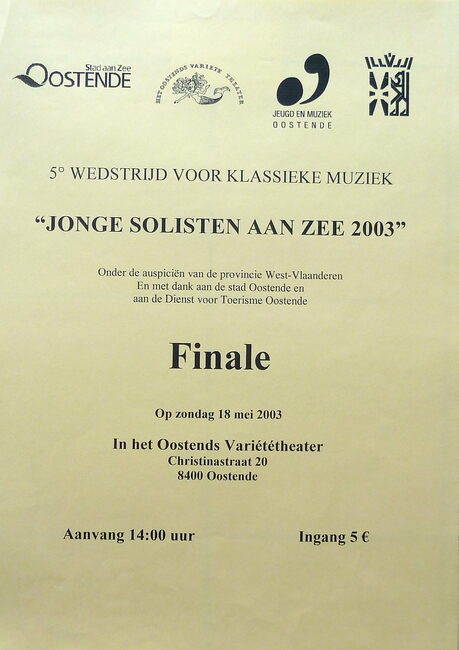 Stad aan Zee
OOSTENDE
HET OOSTENDS VARIETE THEATER
JEUGD EN MUZIEK
OOSTENDE
5° WEDSTRIJD VOOR KLASSIEKE MUZIEK
“JONGE SOLISTEN AAN ZEE 2003”
Onder de auspiciën van de provincie West-Vlaanderen
En met dank aan de stad Oostende en
aan de Dienst voor Toerisme Oostende
Finale
Op zondag 18 mei 2003
In het Oostends Variététheater
Christinastraat 20
8400 Oostende
Aanvang 14:00 uur Ingang 5 €